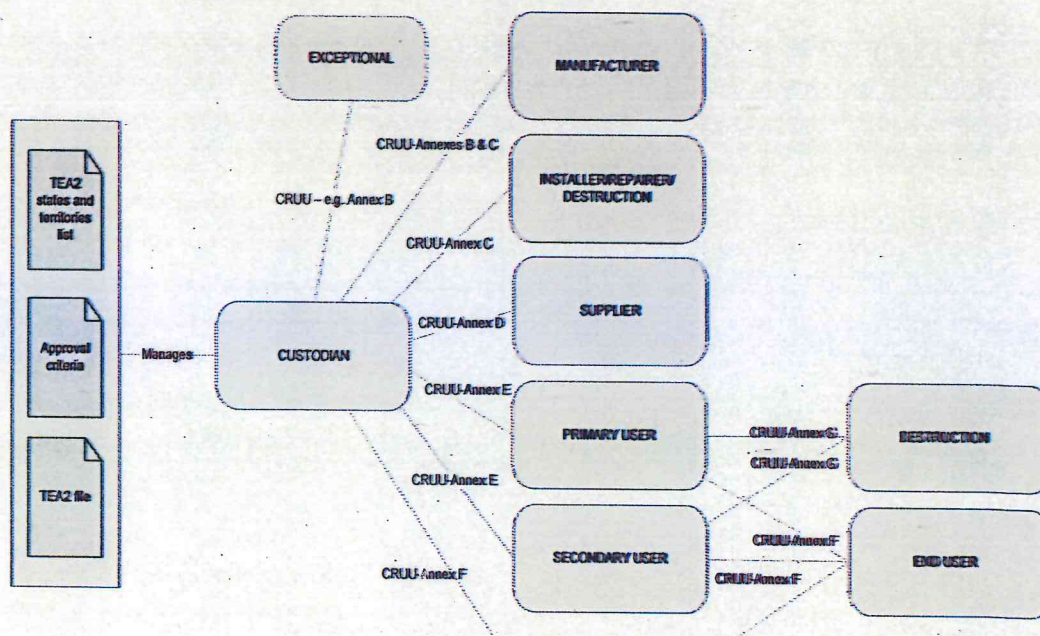 EXCEPTIONAL
MANUFACTURER
CRUU-Annexes B & C
TEA2
states and
territories
list
INSTALLER/REPAIRER/
DESTRUCTION
CRUU – e.g. Annex B
CRUU-Annex C
SUPPLIER
CRUU-Annex D
Approval
criteria
Manages
CUSTODIAN
CRUU-Annex E
PRIMARY USER
CRUU-Annex G
DESTRUCTION
CRUU-Annex G
TEA2 file
CRUU-Annex E
CRUU-Annex F
SECONDARY USER
END USER
CRUU-Annex F
CRUU-Annex F